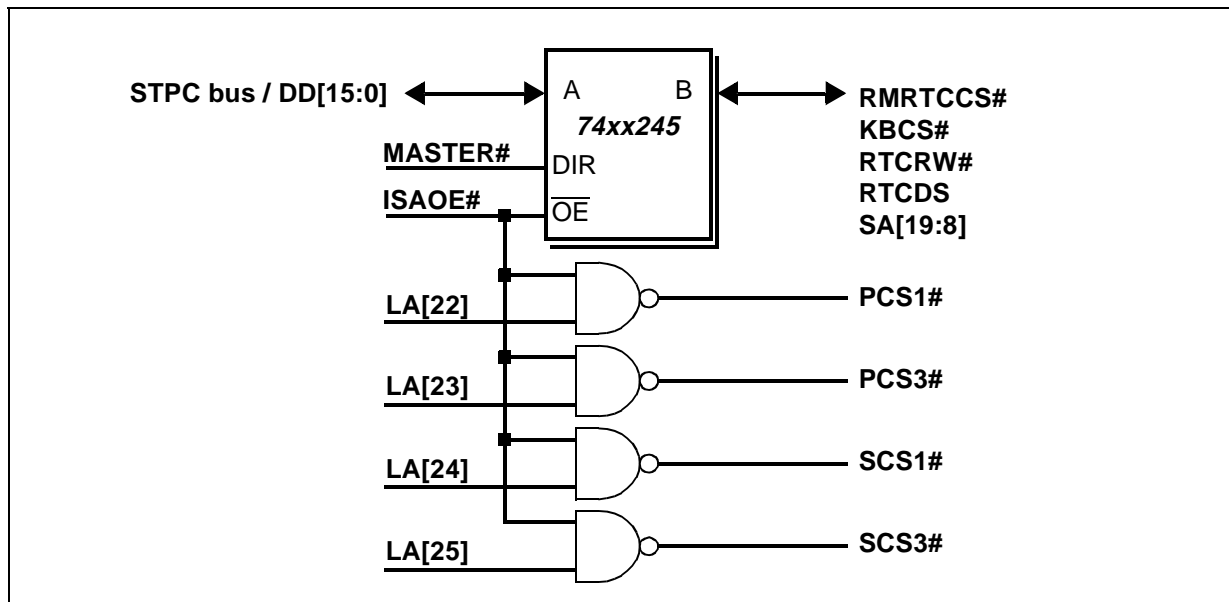 STPC bus / DD[15:0]
A B
74xx245
RMRTCCS#
KBCS#
RTCRW#
RTCDS
SA[19:8]
MASTER#
DIR
ISAOE#
OE
LA[22]
PCS1#
LA[23]
PCS3#
LA[24]
SCS1#
LA[25]
SCS3#